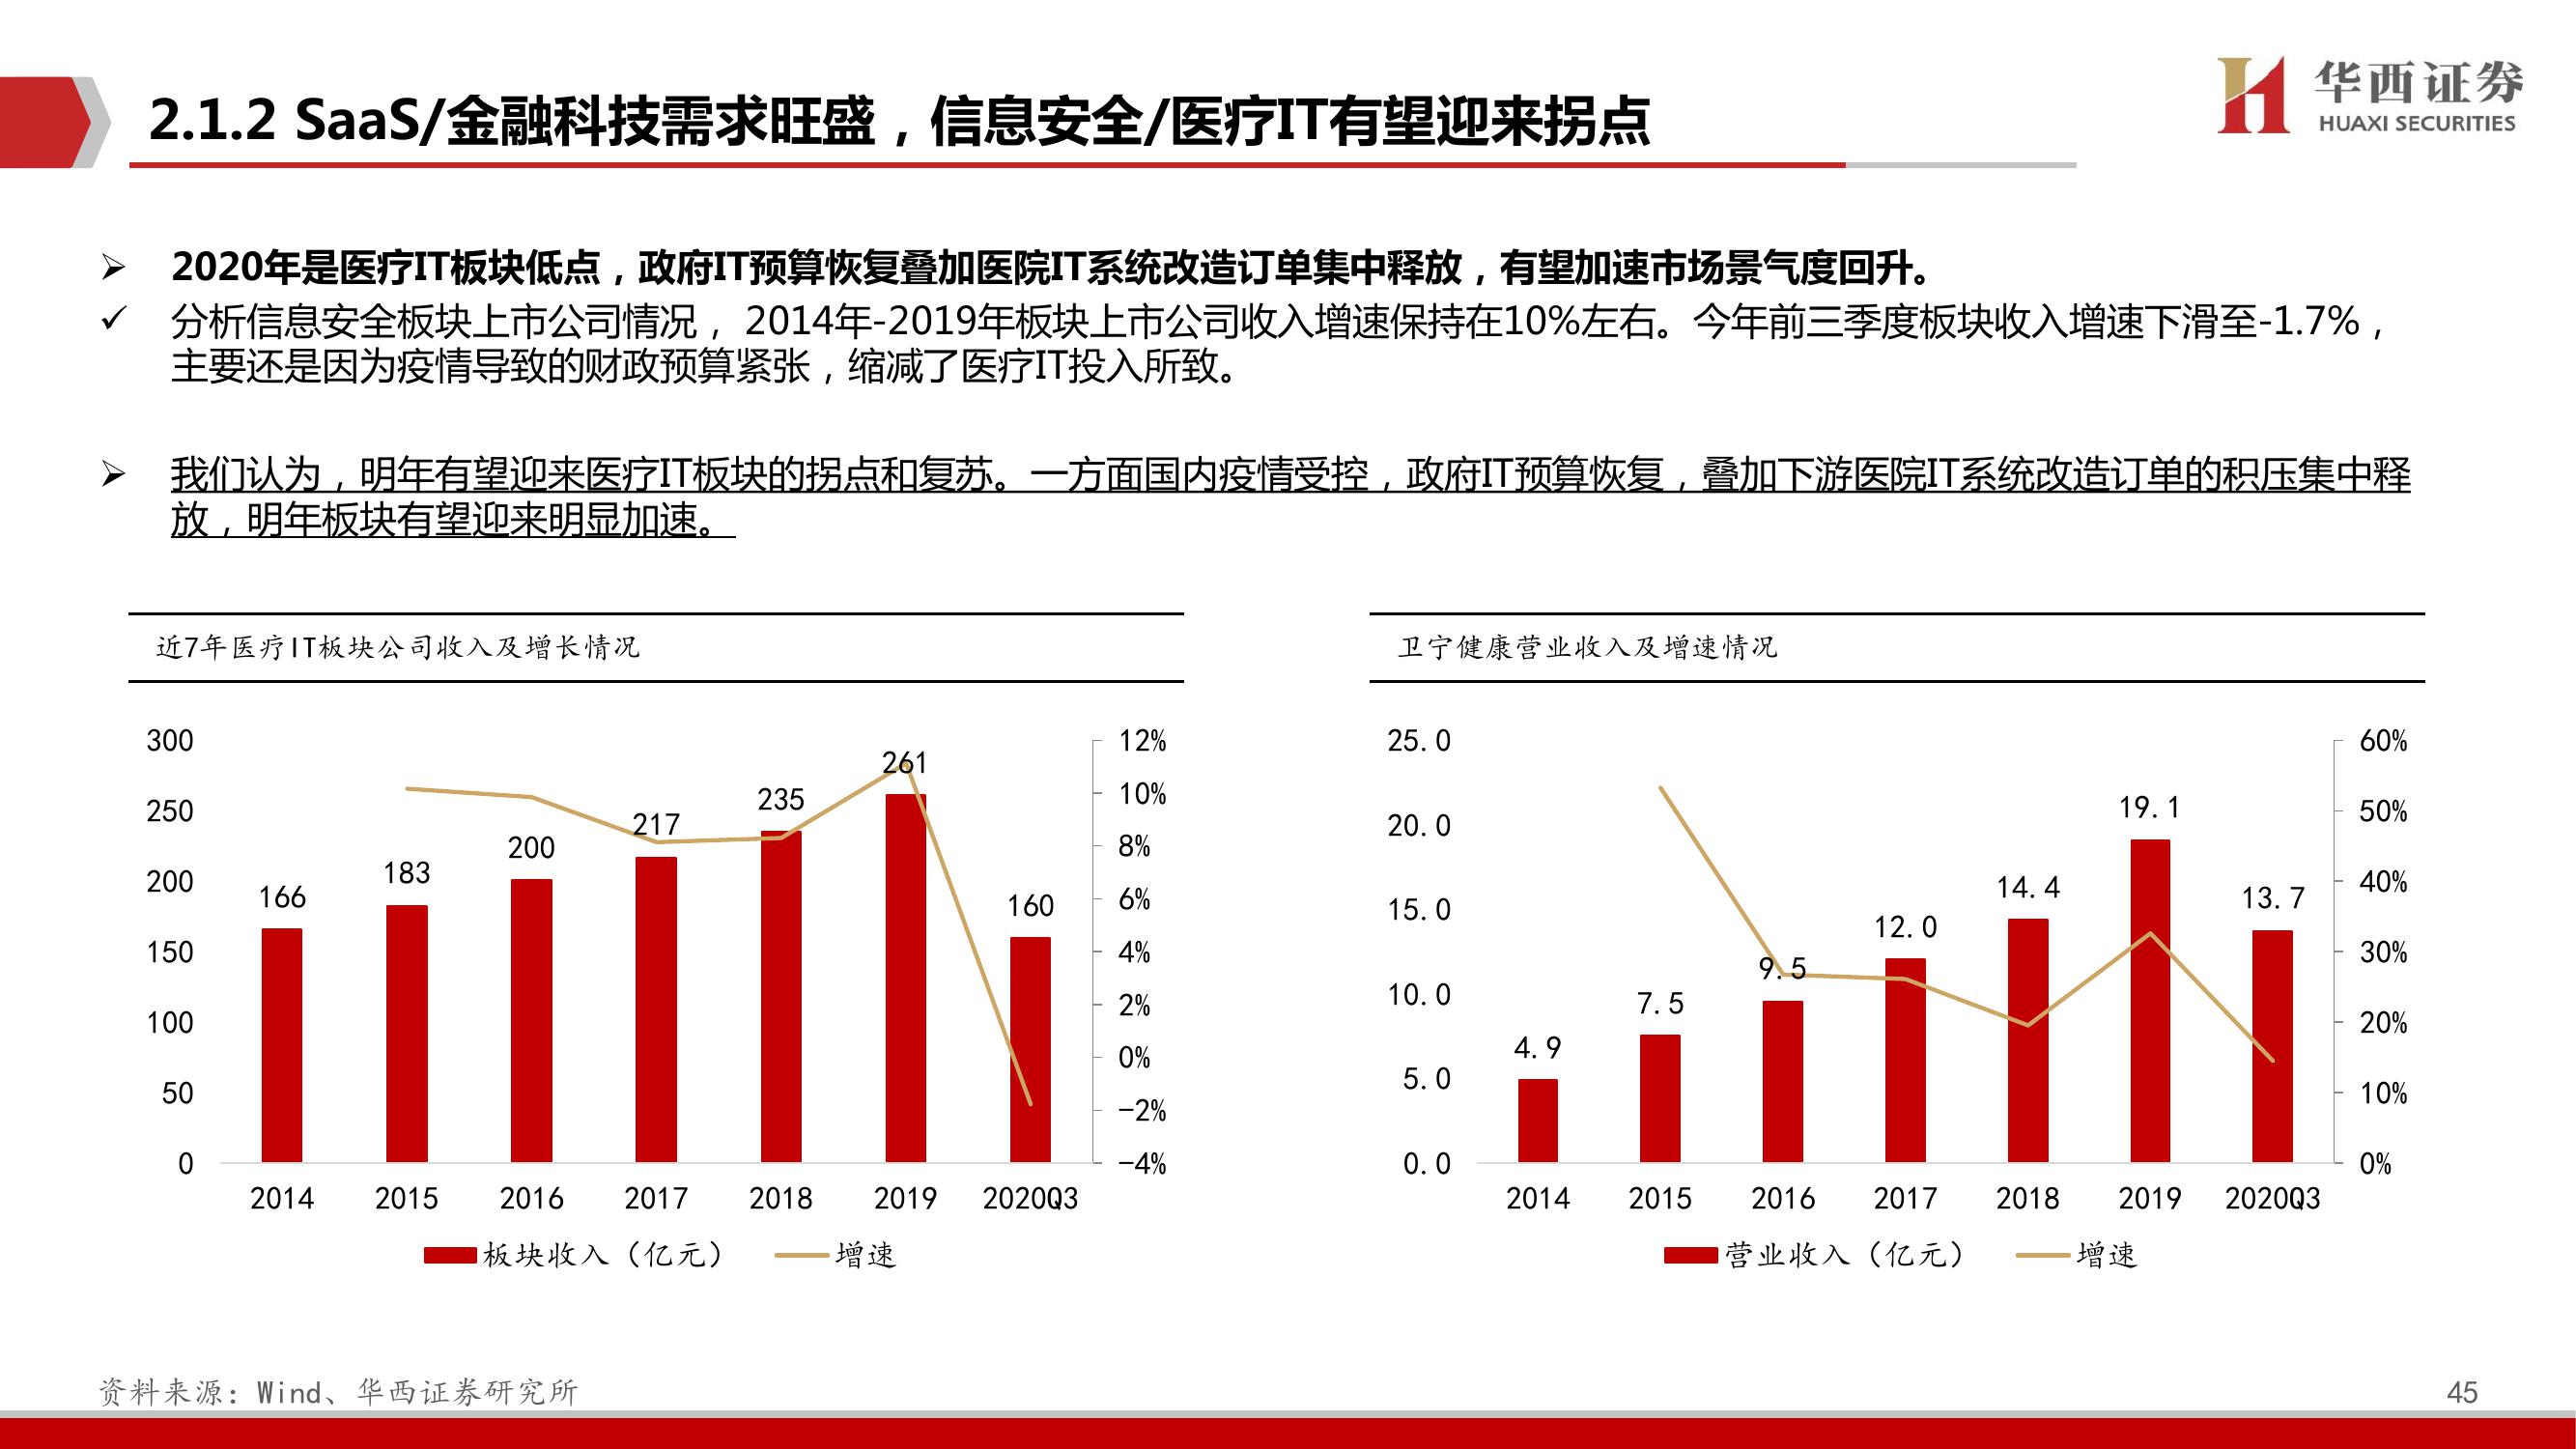 2.1.2 SaaS/金融科技需求旺盛，信息安全/医疗IT有望迎来拐点
华西证券
HUAXI SECURITIES
➢ 2020年是医疗IT板块低点，政府IT预算恢复叠加医院IT系统改造订单集中释放，有望加速市场景气度回升。
✓ 分析信息安全板块上市公司情况， 2014年-2019年板块上市公司收入增速保持在10%左右。今年前三季度板块收入增速下滑至-1.7%，
主要还是因为疫情导致的财政预算紧张，缩减了医疗IT投入所致。
➢ 我们认为，明年有望迎来医疗IT板块的拐点和复苏。一方面国内疫情受控，政府IT预算恢复，叠加下游医院IT系统改造订单的积压集中释
放，明年板块有望迎来明显加速。
近7年医疗IT板块公司收入及增长情况
300
250
200
150
100
50
0
12%
10%
8%
6%
4%
2%
0%
-2%
-4%
166
183
200
217
235
261
160
2014 2015 2016 2017 2018 2019 2020Q3
板块收入（亿元） 增速
卫宁健康营业收入及增速情况
25.0
20.0
15.0
10.0
5.0
0.0
60%
50%
40%
30%
20%
10%
0%
4.9
7.5
9.5
12.0
14.4
19.1
13.7
2014 2015 2016 2017 2018 2019 2020Q3
营业收入（亿元） 增速
资料来源：Wind、华西证券研究所
45